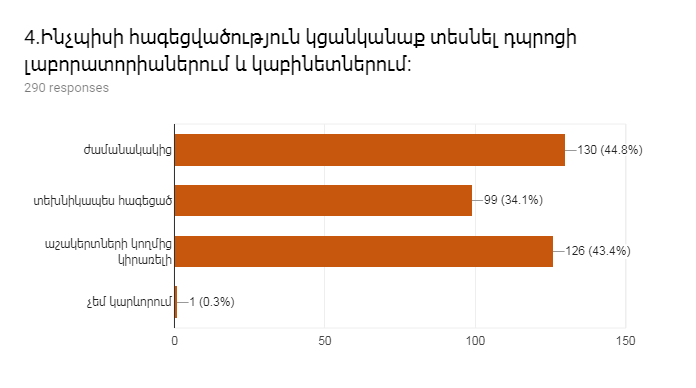 4.Ինչպիսի հագեցվածություն կցանկանաք տեսնել դպրոցի
լաբորատորիաներում և կաբինետներում:
290 responses
ժամանակակից
130 (44.8%)
տեխնիկապես հագեցած
99 (34.1%)
աշակերտների կողմից
կիրառելի
126 (43.4%)
չեմ կարևորում
1 (0.3%)
0 50 100 150